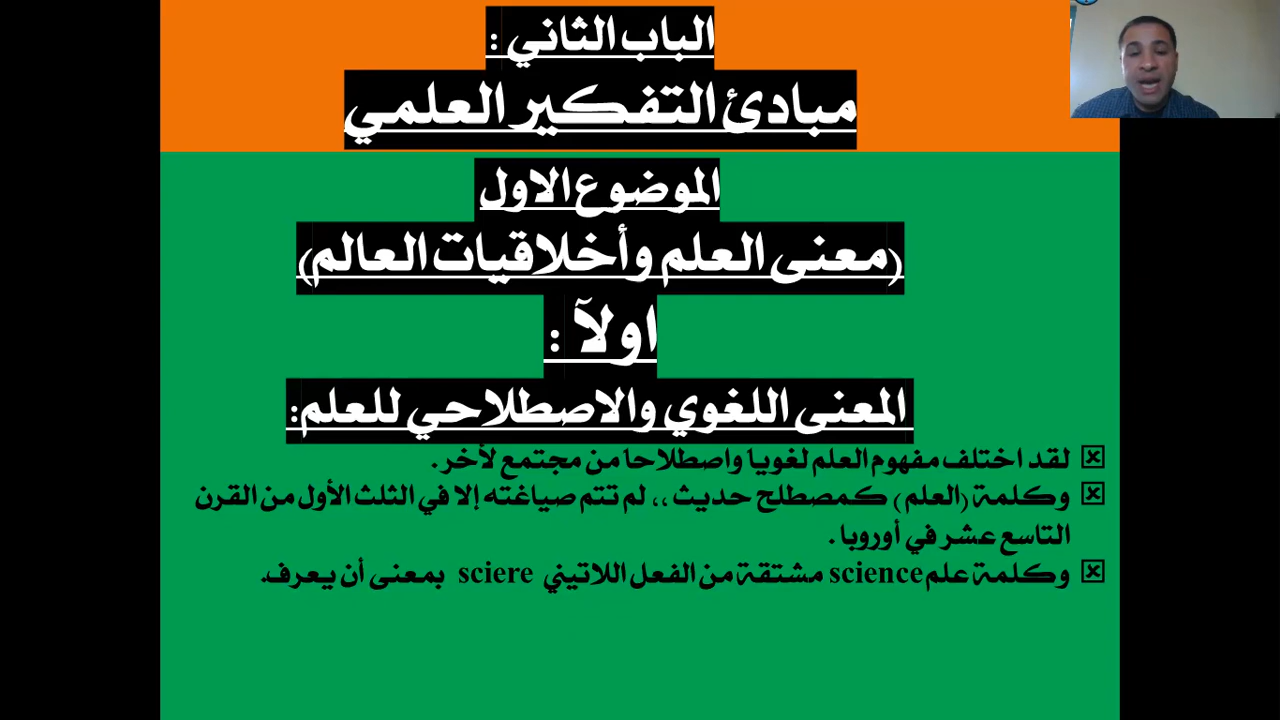 الباب الثاني :
مبادئ التفكير العلمي
الموضوع الاول
(معنى العلم وأخلاقيات العالم)
اولآ :
المعنى اللغوي والاصطلاحي للعلم:
لقد اختلف مفهوم العلم لغويا واصطلاحا من مجتمع لأخر.
وكلمة (العلم) كمصطلح حديث ،، لم تتم صياغته إلا في الثلث الأول من القرن
التاسع عشر في أوروبا .
وكلمة علم science مشتقة من الفعل اللاتيني sciere بمعنى أن يعرف.